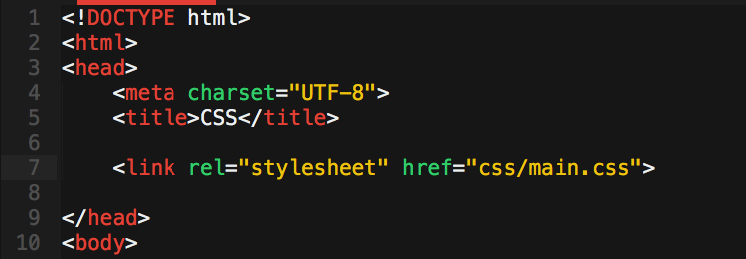 1 <!DOCTYPE html>
2 <html>
3 <head>
4     <meta charset="UTF-8">
5     <title>CSS</title>
6
7     <link rel="stylesheet" href="css/main.css">
8
9 </head>
10 <body>